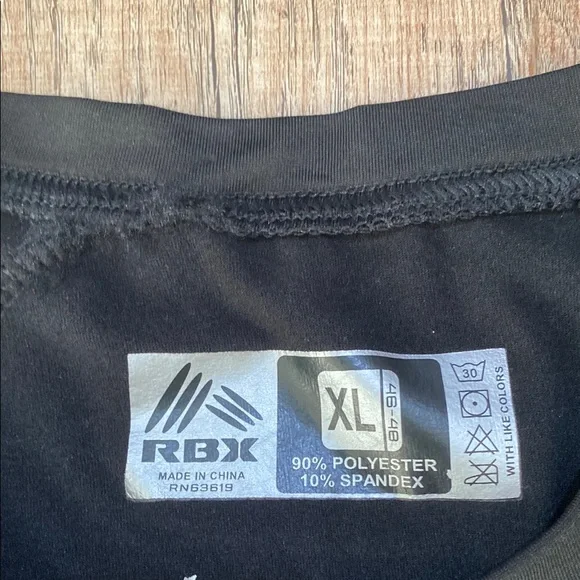 RBX
MADE IN CHINA
RN63619
XL
46-48
90% POLYESTER
10% SPANDEX
30
WITH LIKE COLORS